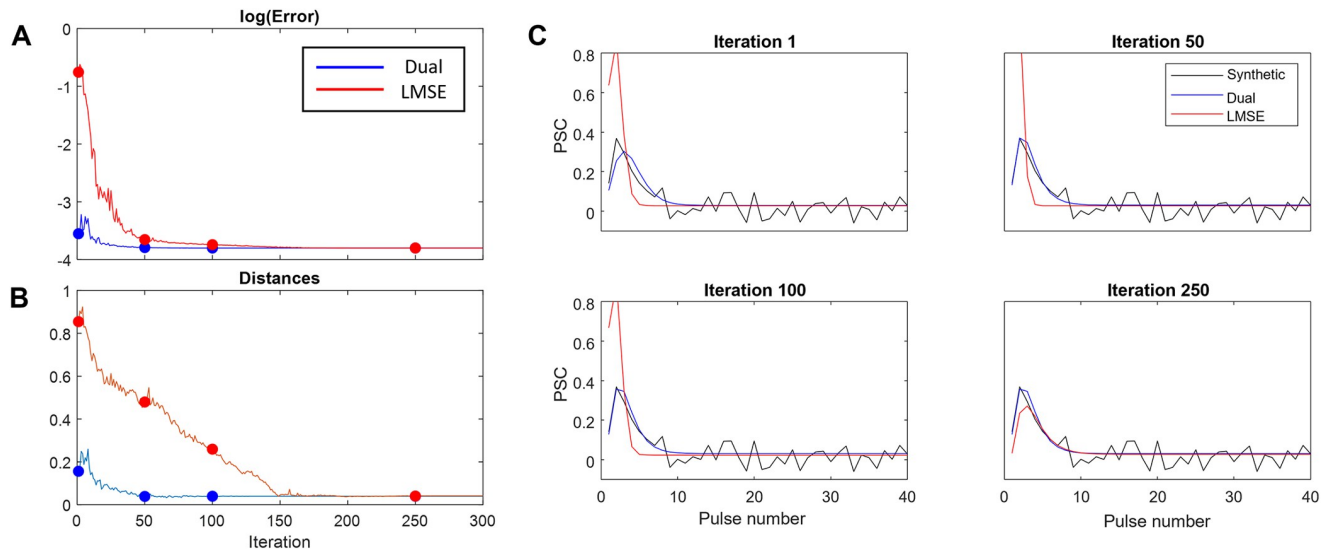 A
log(Error)
0
-1
-2
-3
-4
Dual
LMSE
B
Distances
1
0.8
0.6
0.4
0.2
0
0 50 100 150 200 250 300
Iteration
C
Iteration 1
0.8
0.6
0.4
0.2
0
PSC
Iteration 50
Synthetic
Dual
LMSE
Iteration 100
0.8
0.6
0.4
0.2
0
PSC
0 10 20 30 40
Pulse number
Iteration 250
0 10 20 30 40
Pulse number